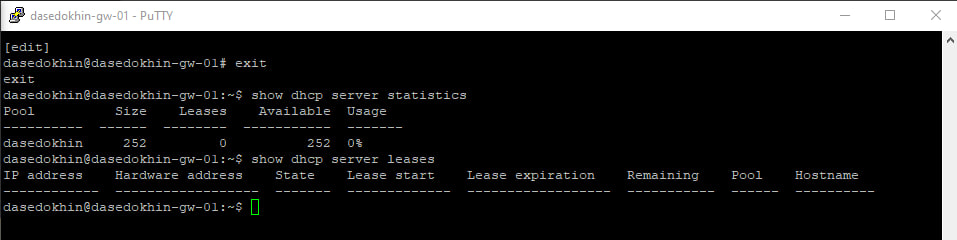 dasedokhin-gw-01 - PuTTY
[edit]
dasedokhin@dasedokhin-gw-01# exit
exit
dasedokhin@dasedokhin-gw-01:~$ show dhcp server statistics
Pool          Size    Leases    Available  Usage
----------  ------  --------  -----------  -------
dasedokhin     252         0          252  0%
dasedokhin@dasedokhin-gw-01:~$ show dhcp server leases
IP address    Hardware address    State    Lease start    Lease expiration    Remaining    Pool    Hostname
------------  ------------------  -------  -------------  ------------------  -----------  ------  ----------
dasedokhin@dasedokhin-gw-01:~$